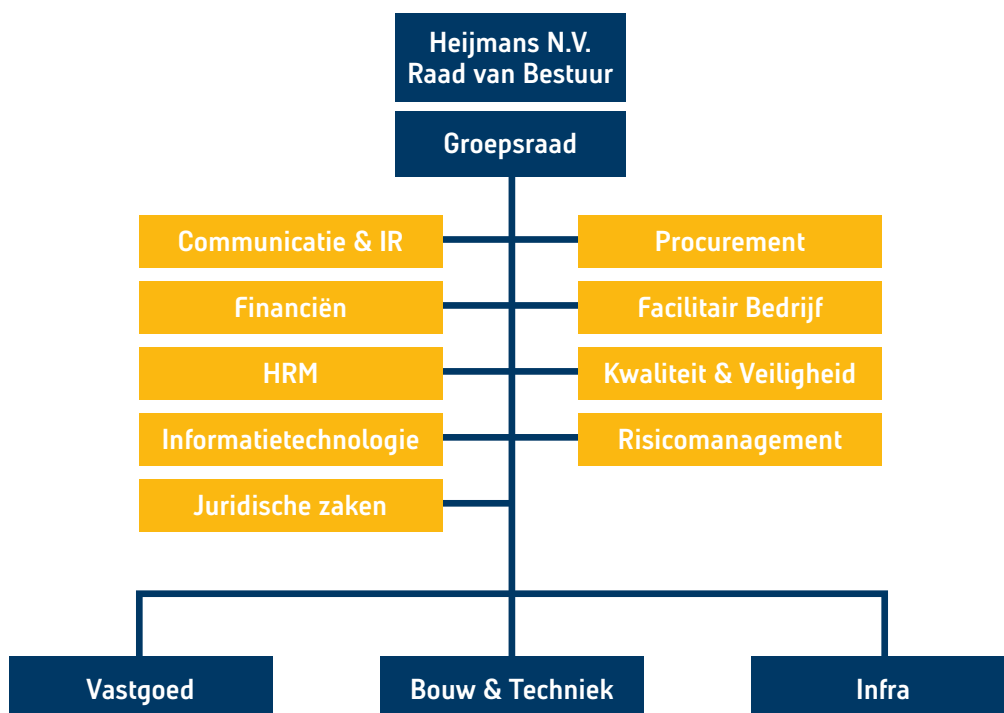 Heijmans N.V.
Raad van Bestuur
Groepsraad
Communicatie & IR
Procurement
Financiën
Facilitair Bedrijf
HRM
Kwaliteit & Veiligheid
Informatietechnologie
Risicomanagement
Juridische zaken
Vastgoed
Bouw & Techniek
Infra